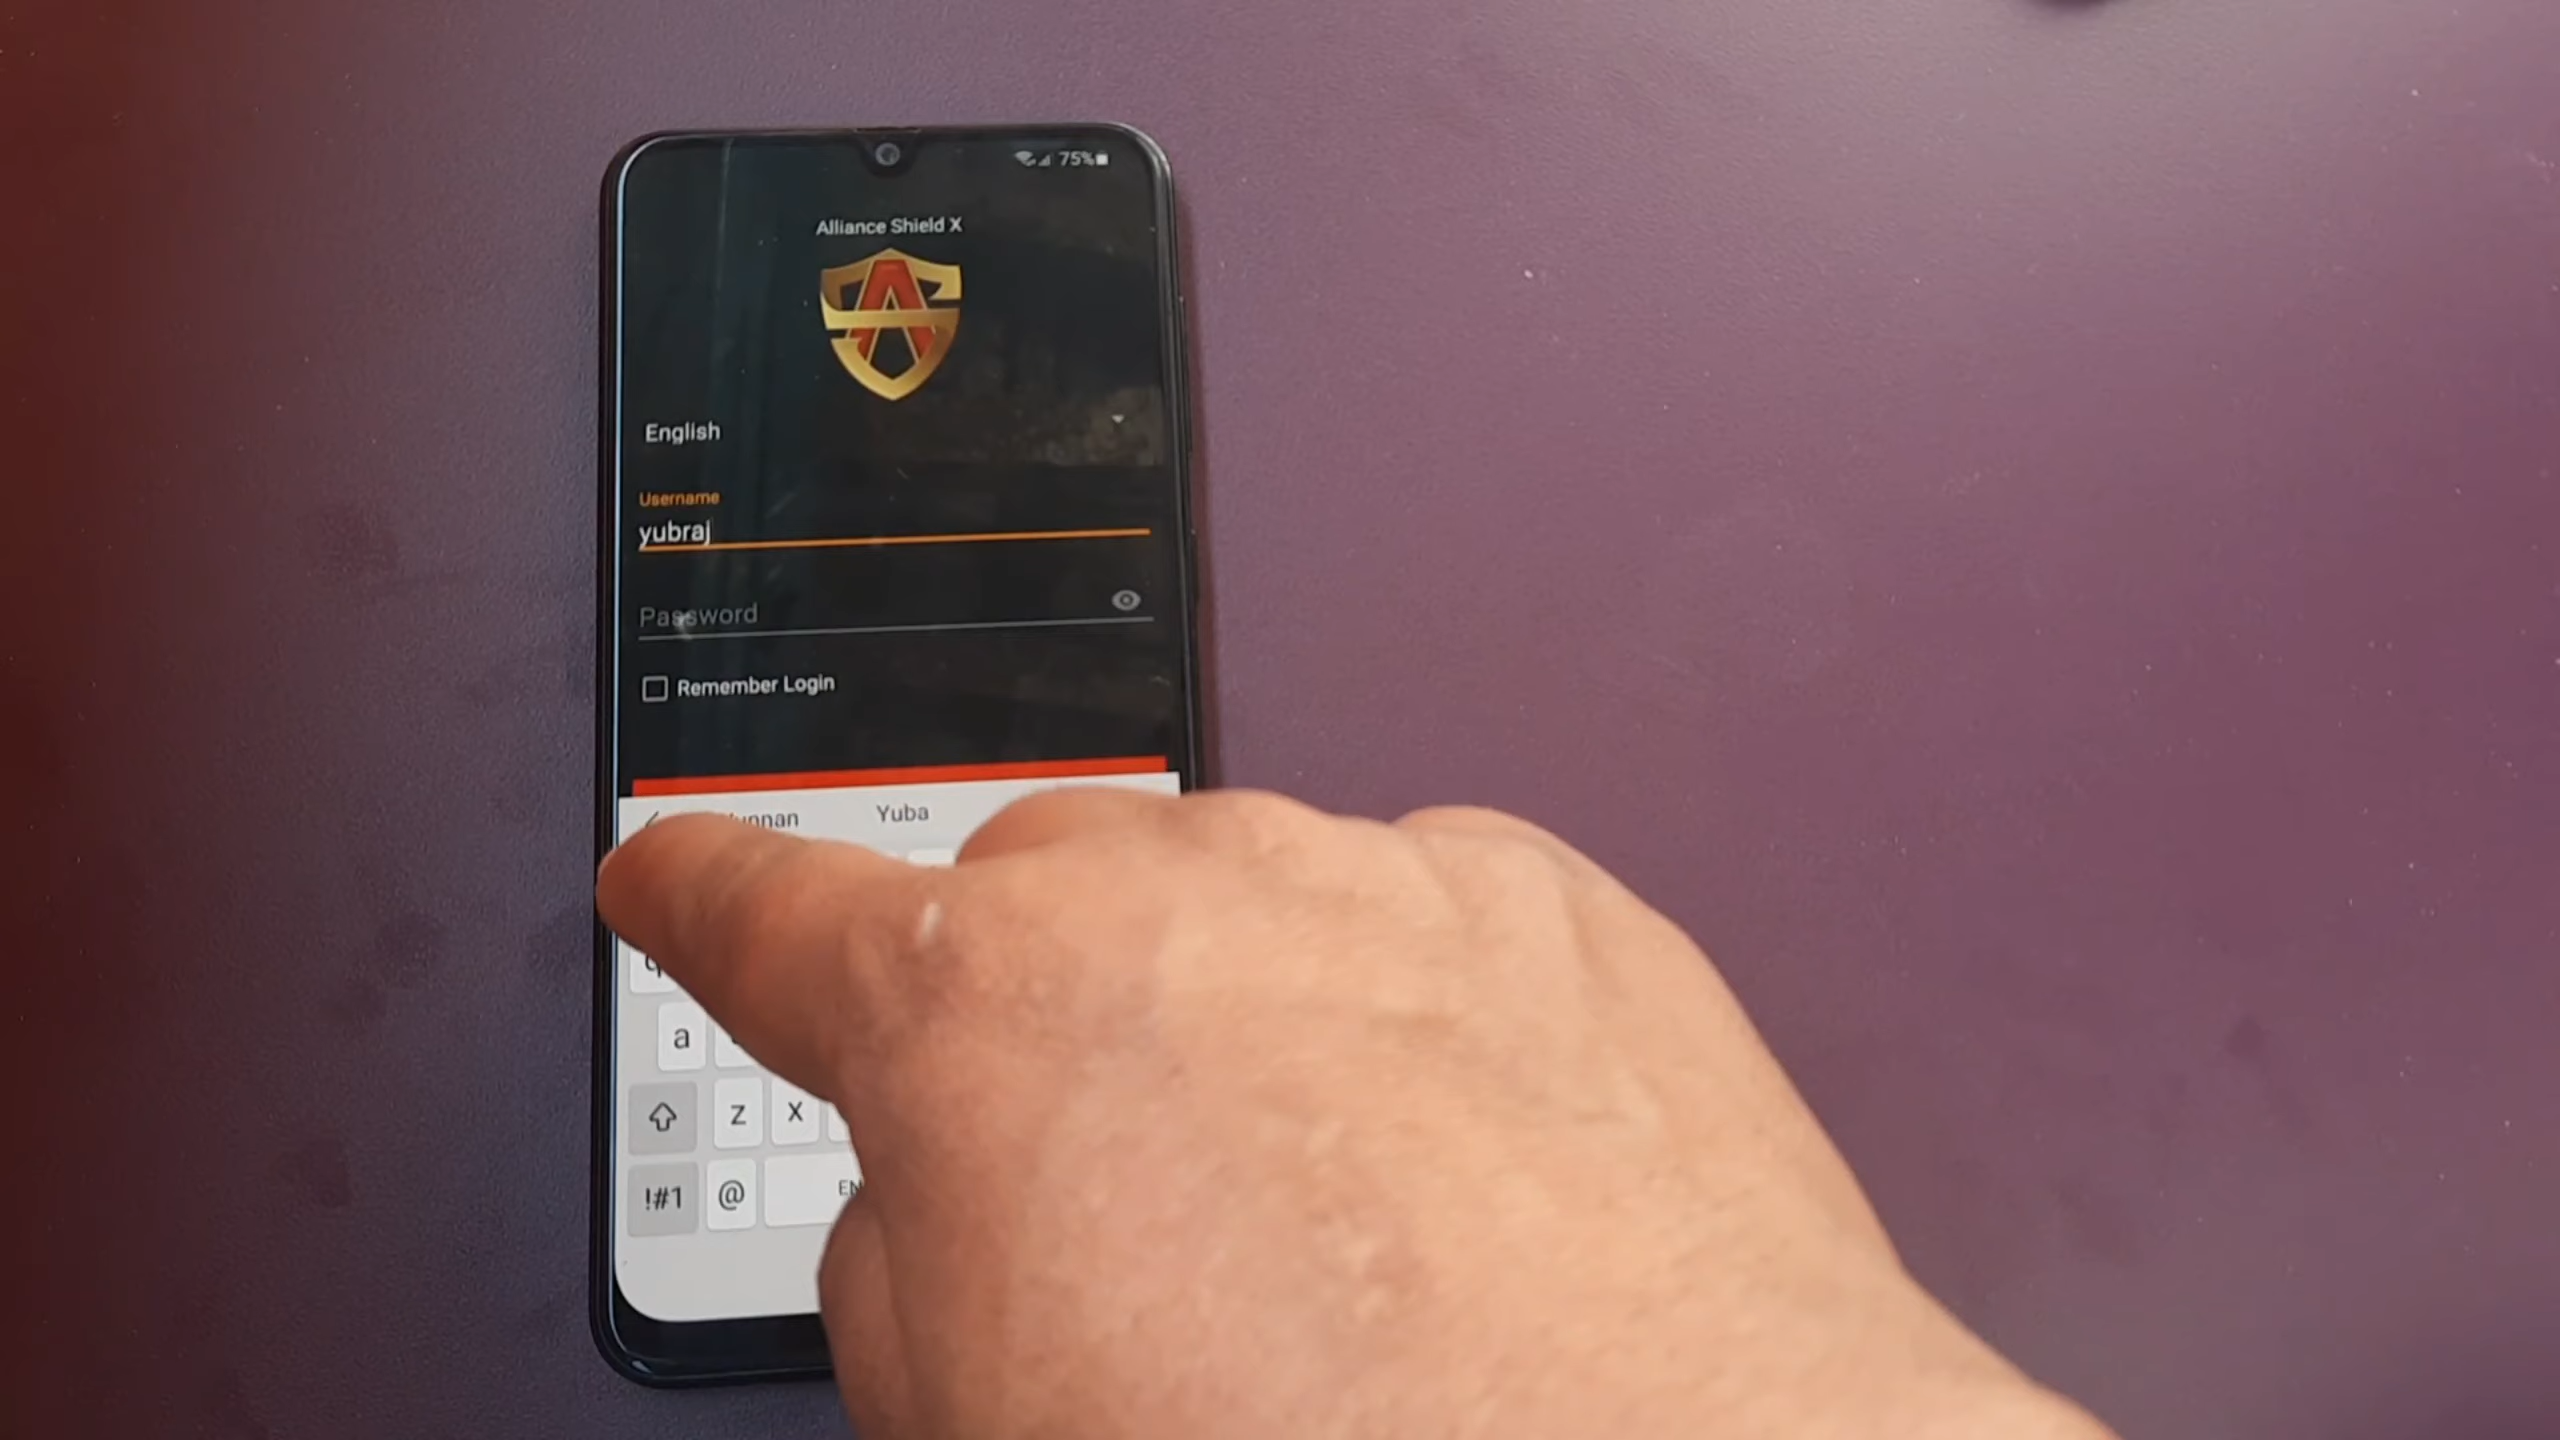 75%
Alliance Shield X
English
Username
yubraj
Password
Remember Login
Yuba
a
z x
!#1 @